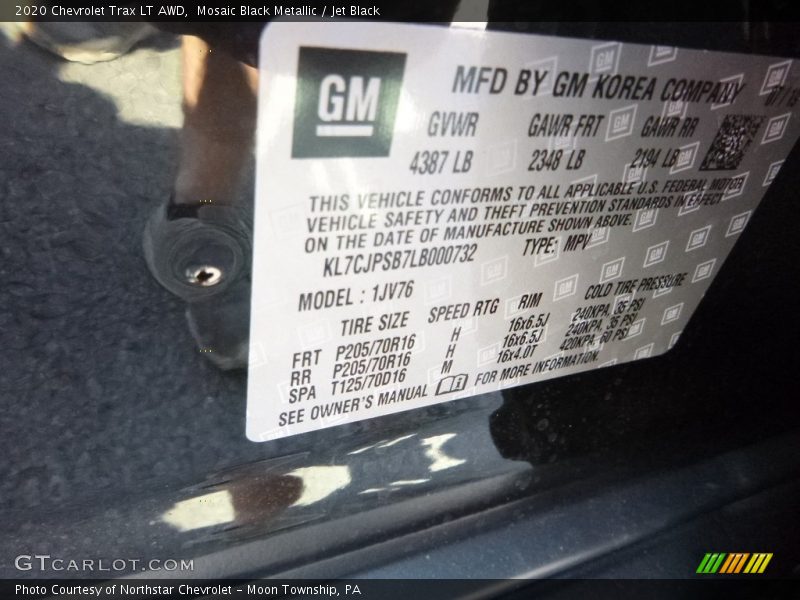 2020 Chevrolet Trax LT AWD, Mosaic Black Metallic / Jet Black
GM
MFD BY GM KOREA COMPANY
GVWR GAWR FRT GAWR RR
4387 LB 2348 LB 2194 LB
THIS VEHICLE CONFORMS TO ALL APPLICABLE U.S. FEDERAL MOTOR
VEHICLE SAFETY AND THEFT PREVENTION STANDARDS IN EFFECT
ON THE DATE OF MANUFACTURE SHOWN ABOVE.
KL7CJPSB7LB000732 TYPE: MPV
MODEL : 1JV76
TIRE SIZE SPEED RTG RIM COLD TIRE PRESSURE
FRT P205/70R16 H 16x6.5J 240KPA, 35 PSI
RR P205/70R16 H 16x6.5J 240KPA, 35 PSI
SPA T125/70D16 M 16x4.0T 420KPA, 60 PSI
SEE OWNER'S MANUAL FOR MORE INFORMATION.
GTCARLOT.COM
Photo Courtesy of Northstar Chevrolet - Moon Township, PA